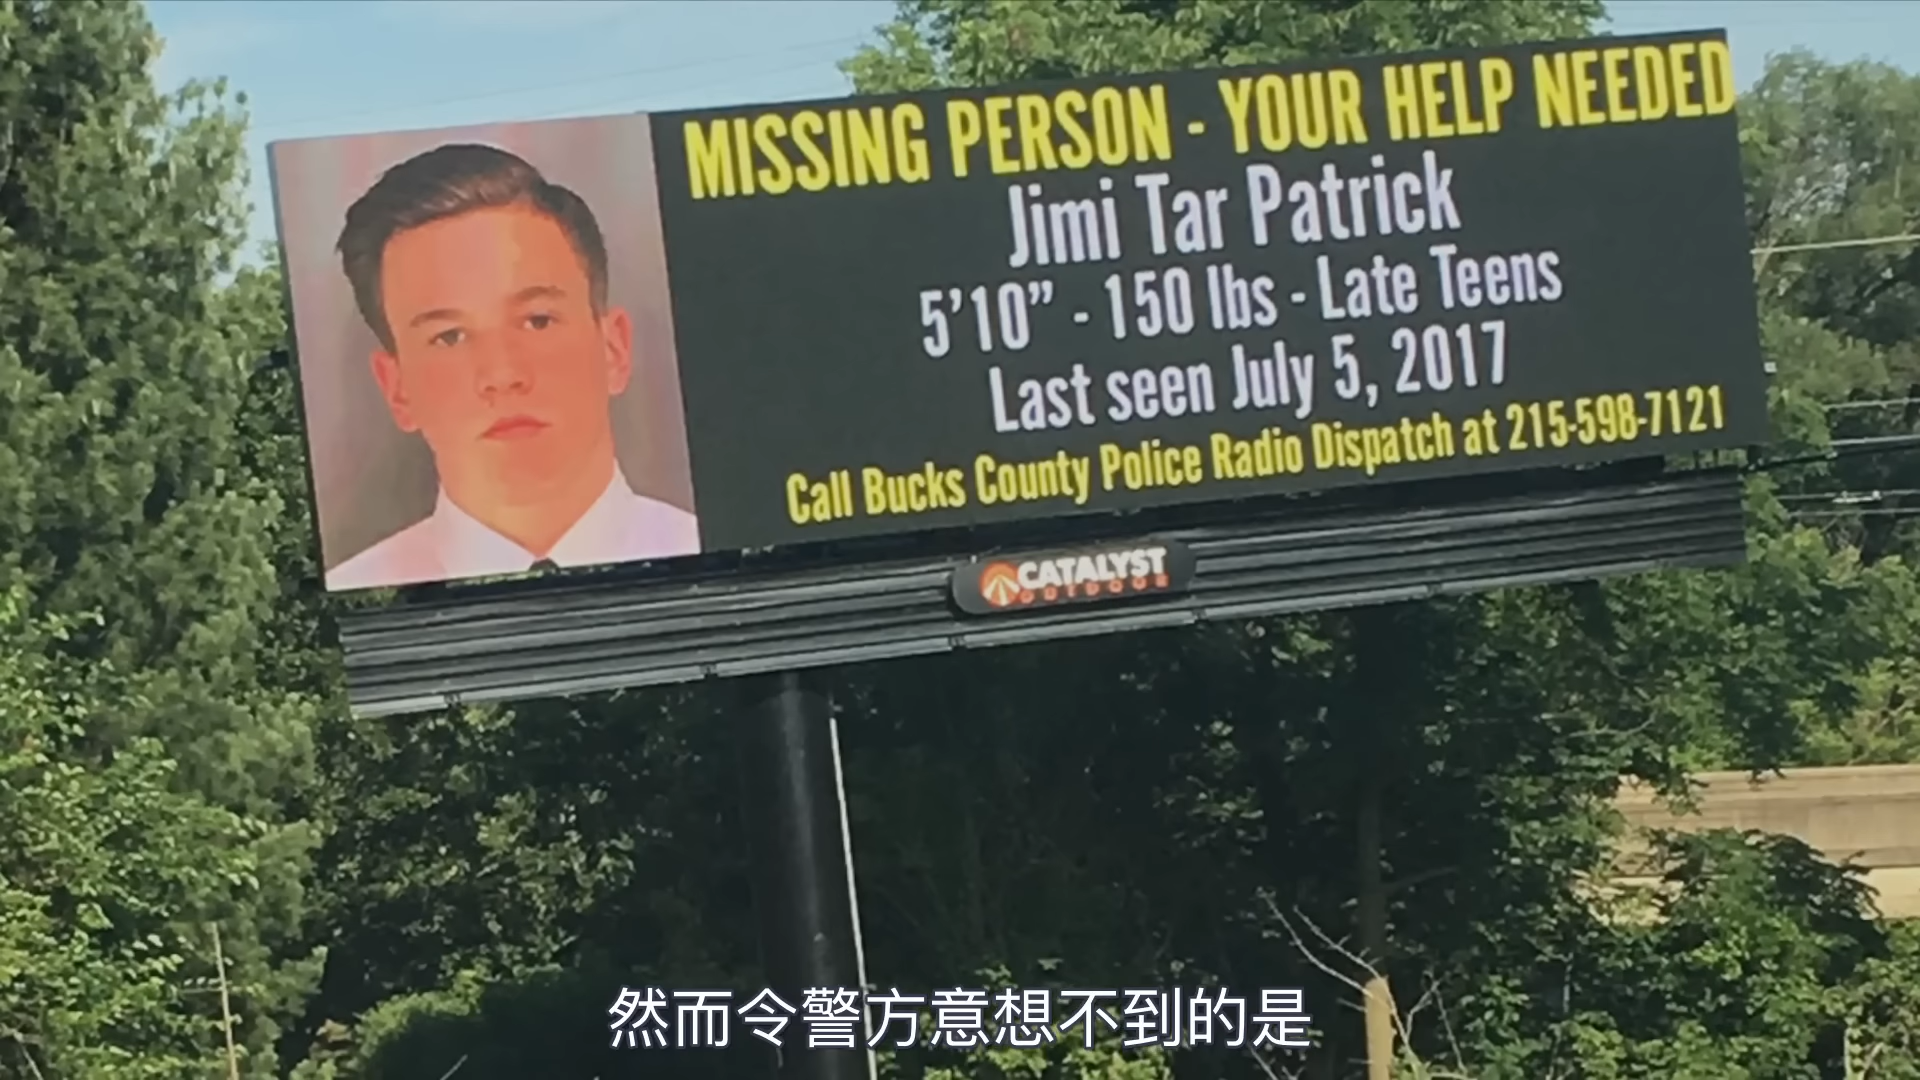 MISSING PERSON - YOUR HELP NEEDED
Jimi Tar Patrick
5'10” - 150 lbs - Late Teens
Last seen July 5, 2017
Call Bucks County Police Radio Dispatch at 215-598-7121
CATALYST
OUTDOOR
然而令警方意想不到的是